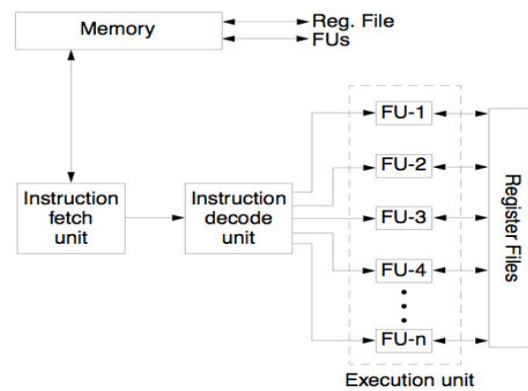 Memory
Reg. File
FUs
Instruction
fetch
unit
Instruction
decode
unit
FU-1
FU-2
FU-3
FU-4
FU-n
Execution unit
Register Files